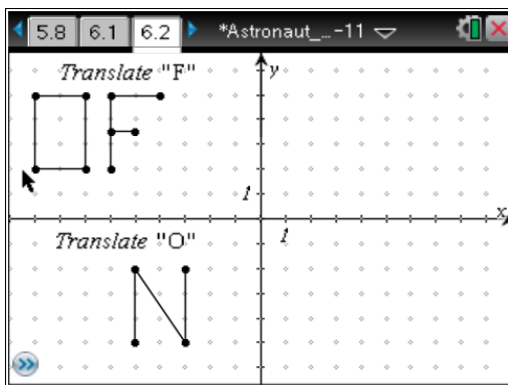 5.8 6.1 6.2 *Astronaut_...-11
Translate "F"
y
1
x
1
Translate "O"